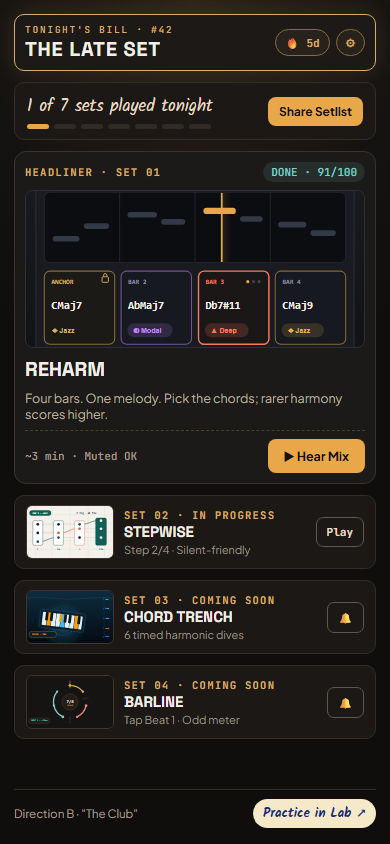 TONIGHT'S BILL · #42
THE LATE SET
5d
1 of 7 sets played tonight
Share Setlist
HEADLINER · SET 01
DONE · 91/100
ANCHOR
CMaj7
Jazz
BAR 2
AbMaj7
Modal
BAR 3
Db7#11
Deep
BAR 4
CMaj9
Jazz
REHARM
Four bars. One melody. Pick the chords; rarer harmony
scores higher.
~3 min · Muted OK
▶ Hear Mix
SET 02 · IN PROGRESS
STEPWISE
Step 2/4 · Silent-friendly
Play
SET 03 · COMING SOON
CHORD TRENCH
6 timed harmonic dives
SET 04 · COMING SOON
BARLINE
Tap Beat 1 · Odd meter
7/8
Direction B · "The Club"
Practice in Lab ↗